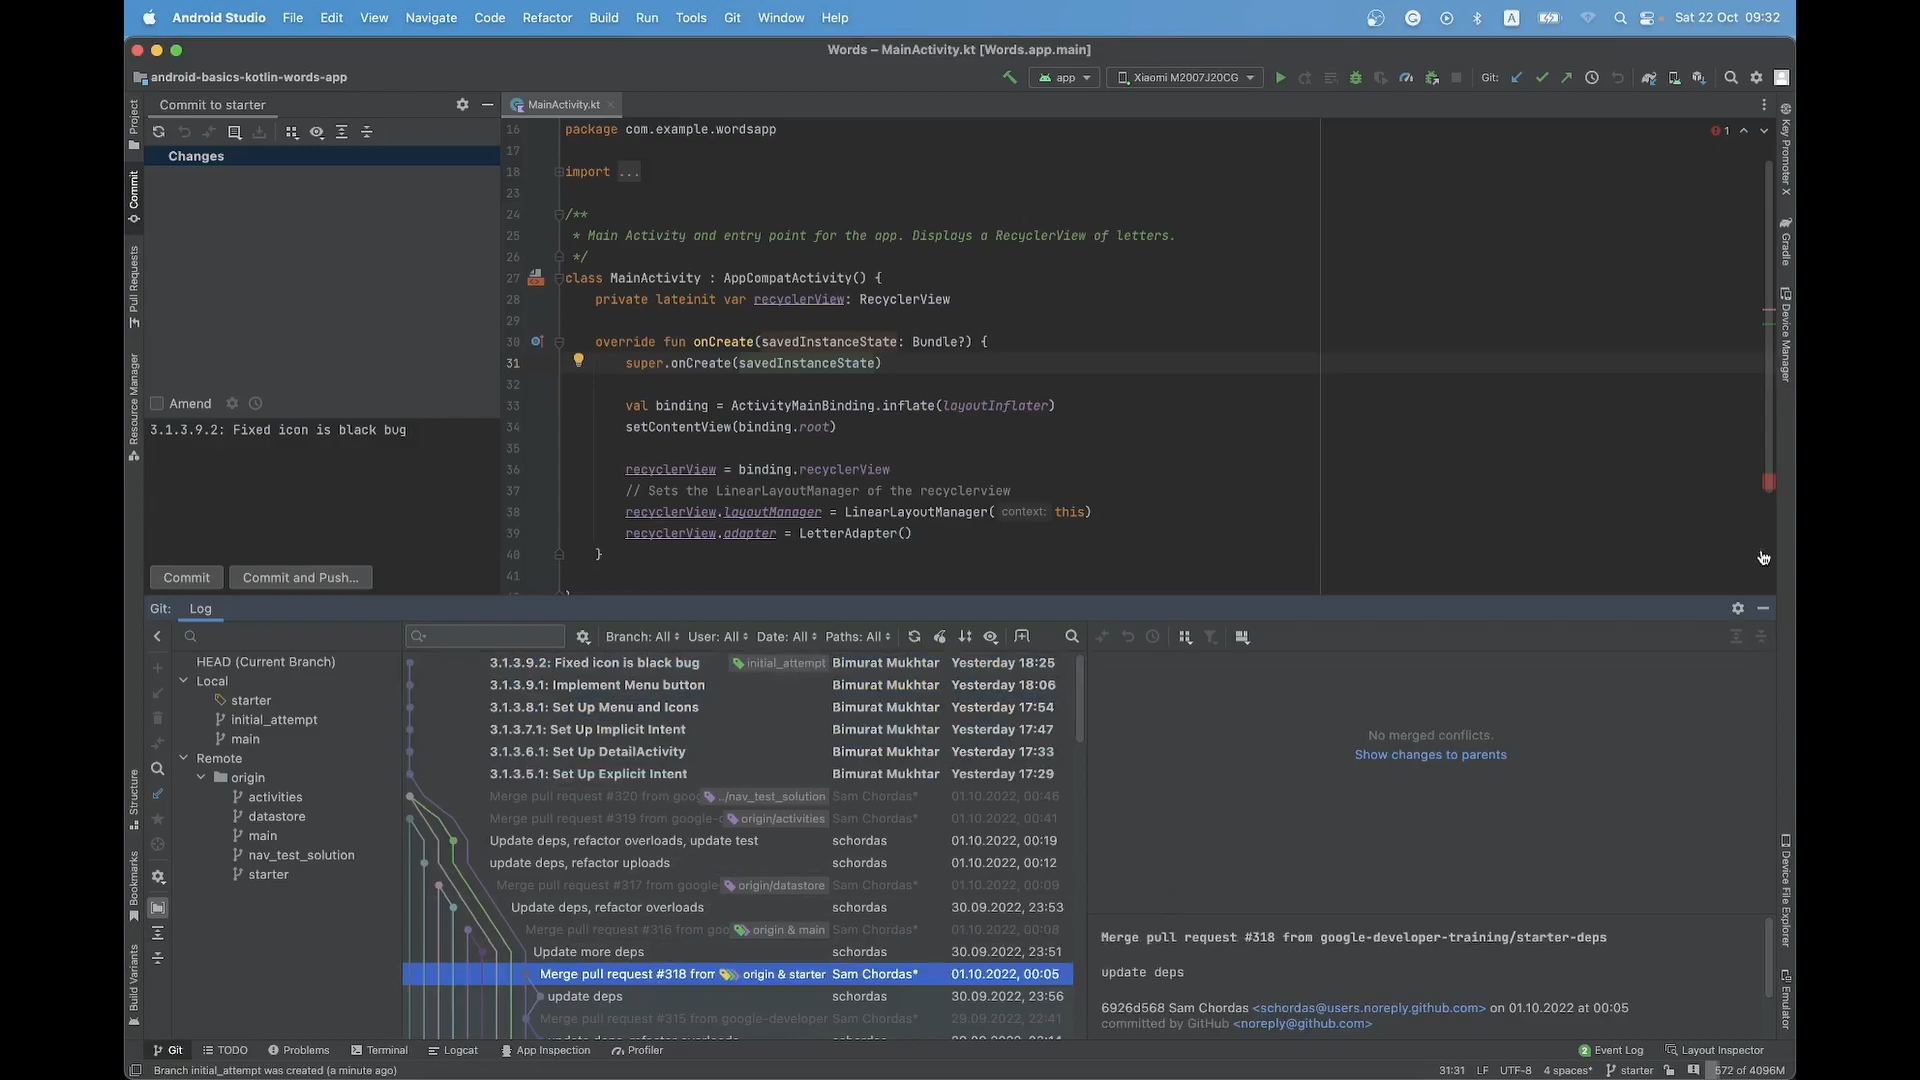 Android Studio File Edit View Navigate Code Refactor Build Run Tools Git Window Help A Sat 22 Oct 09:32
Words – MainActivity.kt [Words.app.main]
android-basics-kotlin-words-app app Xiaomi M2007J20CG Git:
Commit to starter
MainActivity.kt
Project
Commit
Pull Requests
Resource Manager
Structure
Bookmarks
Build Variants
Changes
Amend
3.1.3.9.2: Fixed icon is black bug
Commit Commit and Push...
16 package com.example.wordsapp
17
18 import ...
23
24 /**
25 * Main Activity and entry point for the app. Displays a RecyclerView of letters.
26 */
27 class MainActivity : AppCompatActivity() {
28 private lateinit var recyclerView: RecyclerView
29
30 override fun onCreate(savedInstanceState: Bundle?) {
31 super.onCreate(savedInstanceState)
32
33 val binding = ActivityMainBinding.inflate(layoutInflater)
34 setContentView(binding.root)
35
36 recyclerView = binding.recyclerView
37 // Sets the LinearLayoutManager of the recyclerview
38 recyclerView.layoutManager = LinearLayoutManager( context: this)
39 recyclerView.adapter = LetterAdapter()
40 }
41
1
Key Promoter X
Gradle
Device Manager
Device File Explorer
Emulator
Git: Log
HEAD (Current Branch)
Local
starter
initial_attempt
main
Remote
origin
activities
datastore
main
nav_test_solution
starter
Branch: All User: All Date: All Paths: All
3.1.3.9.2: Fixed icon is black bug initial_attempt Bimurat Mukhtar Yesterday 18:25
3.1.3.9.1: Implement Menu button Bimurat Mukhtar Yesterday 18:06
3.1.3.8.1: Set Up Menu and Icons Bimurat Mukhtar Yesterday 17:54
3.1.3.7.1: Set Up Implicit Intent Bimurat Mukhtar Yesterday 17:47
3.1.3.6.1: Set Up DetailActivity Bimurat Mukhtar Yesterday 17:33
3.1.3.5.1: Set Up Explicit Intent Bimurat Mukhtar Yesterday 17:29
Merge pull request #320 from goo ../nav_test_solution Sam Chordas* 01.10.2022, 00:46
Merge pull request #319 from google- origin/activities Sam Chordas* 01.10.2022, 00:41
Update deps, refactor overloads, update test schordas 01.10.2022, 00:19
update deps, refactor uploads schordas 01.10.2022, 00:12
Merge pull request #317 from google origin/datastore Sam Chordas* 01.10.2022, 00:09
Update deps, refactor overloads schordas 30.09.2022, 23:53
Merge pull request #316 from goo origin & main Sam Chordas* 01.10.2022, 00:08
Update more deps schordas 30.09.2022, 23:51
Merge pull request #318 from origin & starter Sam Chordas* 01.10.2022, 00:05
update deps schordas 30.09.2022, 23:56
Merge pull request #315 from google-developer Sam Chordas* 29.09.2022, 22:41
No merged conflicts.
Show changes to parents
Merge pull request #318 from google-developer-training/starter-deps
update deps
6926d568 Sam Chordas <schordas@users.noreply.github.com> on 01.10.2022 at 00:05
committed by GitHub <noreply@github.com>
Git TODO Problems Terminal Logcat App Inspection Profiler 2 Event Log Layout Inspector
Branch initial_attempt was created (a minute ago) 31:31 LF UTF-8 4 spaces* starter 572 of 4096M